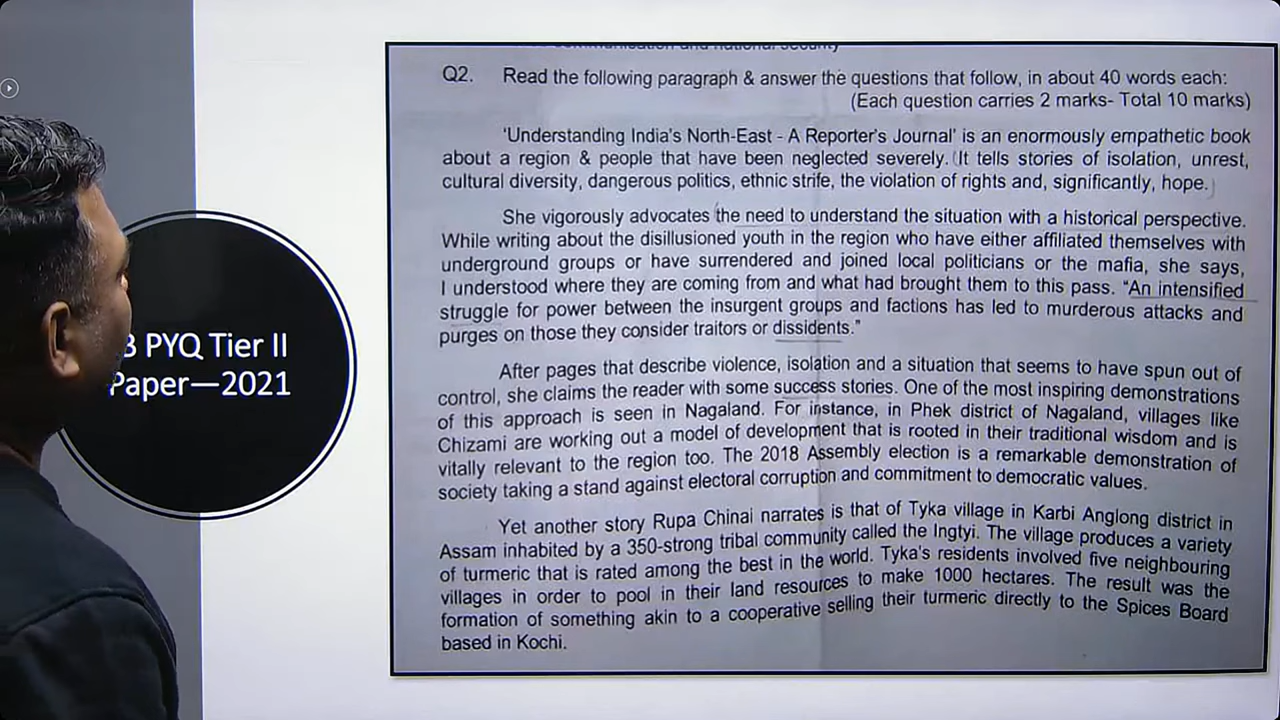 communication and national security
Q2. Read the following paragraph & answer the questions that follow, in about 40 words each:
(Each question carries 2 marks- Total 10 marks)
'Understanding India's North-East - A Reporter's Journal' is an enormously empathetic book
about a region & people that have been neglected severely. It tells stories of isolation, unrest,
cultural diversity, dangerous politics, ethnic strife, the violation of rights and, significantly, hope.
She vigorously advocates the need to understand the situation with a historical perspective.
While writing about the disillusioned youth in the region who have either affiliated themselves with
underground groups or have surrendered and joined local politicians or the mafia, she says,
I understood where they are coming from and what had brought them to this pass. "An intensified
struggle for power between the insurgent groups and factions has led to murderous attacks and
purges on those they consider traitors or dissidents."
After pages that describe violence, isolation and a situation that seems to have spun out of
control, she claims the reader with some success stories. One of the most inspiring demonstrations
of this approach is seen in Nagaland. For instance, in Phek district of Nagaland, villages like
Chizami are working out a model of development that is rooted in their traditional wisdom and is
vitally relevant to the region too. The 2018 Assembly election is a remarkable demonstration of
society taking a stand against electoral corruption and commitment to democratic values.
Yet another story Rupa Chinai narrates is that of Tyka village in Karbi Anglong district in
Assam inhabited by a 350-strong tribal community called the Ingtyi. The village produces a variety
of turmeric that is rated among the best in the world. Tyka's residents involved five neighbouring
villages in order to pool in their land resources to make 1000 hectares. The result was the
formation of something akin to a cooperative selling their turmeric directly to the Spices Board
based in Kochi.
PYQ Tier II
Paper—2021